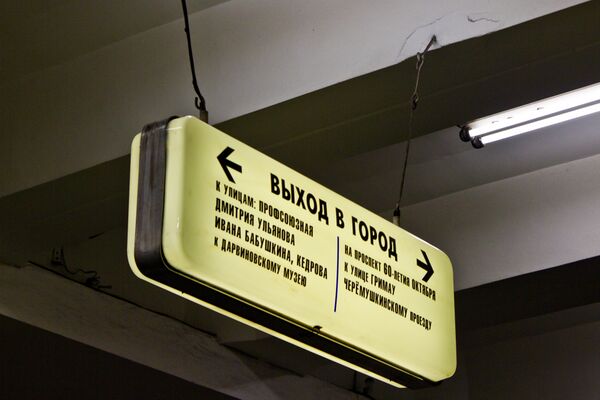 ← ВЫХОД В ГОРОД →
К УЛИЦАМ: ПРОФСОЮЗНАЯ
ДМИТРИЯ УЛЬЯНОВА
ИВАНА БАБУШКИНА, КЕДРОВА
К ДАРВИНОВСКОМУ МУЗЕЮ
НА ПРОСПЕКТ 60-ЛЕТИЯ ОКТЯБРЯ
К УЛИЦЕ ГРИМАУ
ЧЕРЁМУШКИНСКОМУ ПРОЕЗДУ